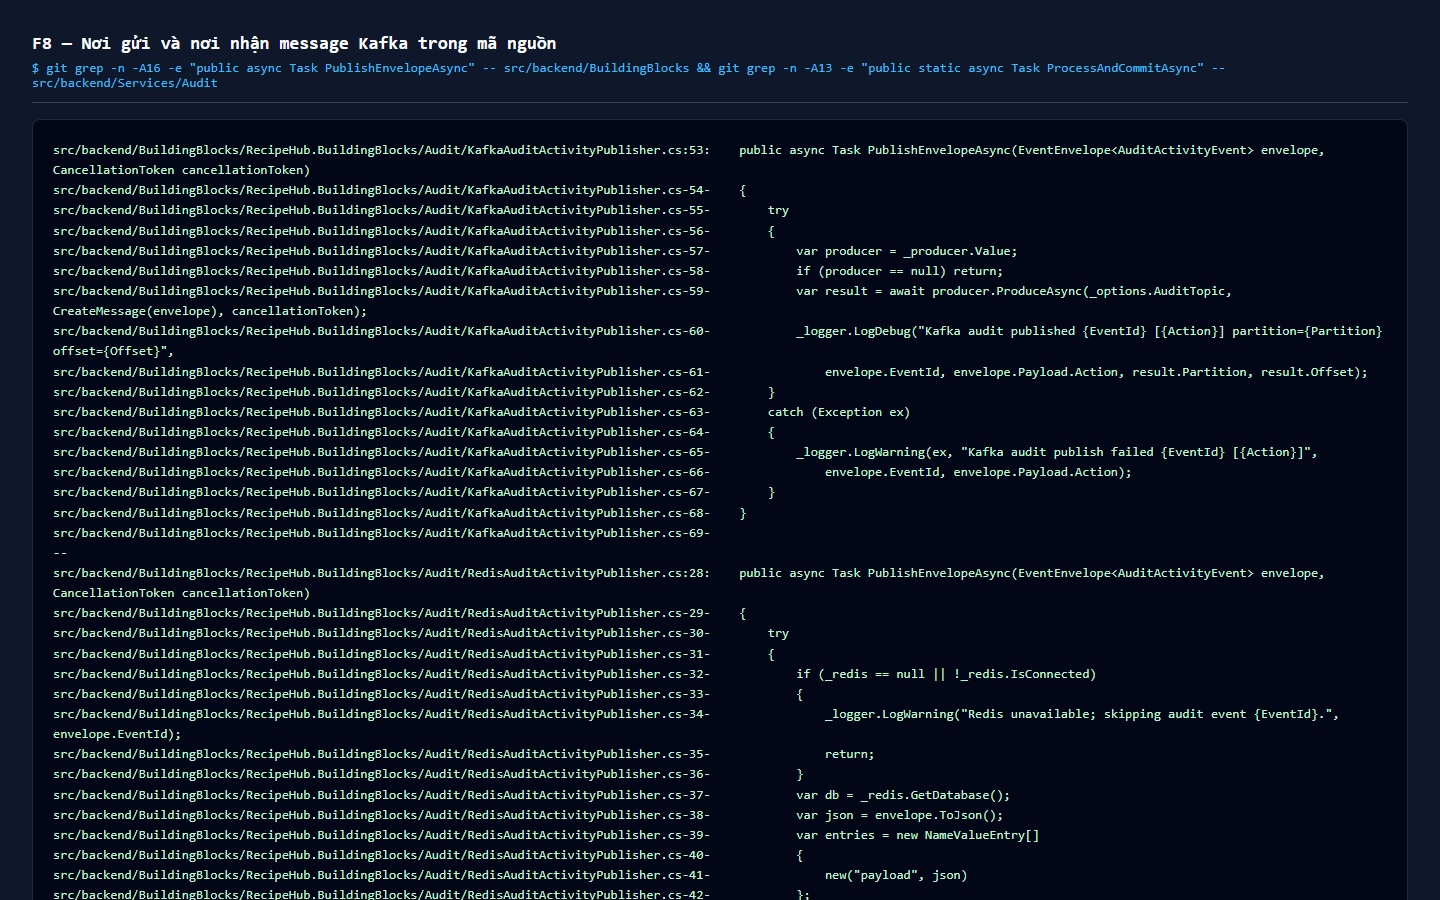 F8 — Nơi gửi và nơi nhận message Kafka trong mã nguồn
$ git grep -n -A16 -e "public async Task PublishEnvelopeAsync" -- src/backend/BuildingBlocks && git grep -n -A13 -e "public static async Task ProcessAndCommitAsync" --
src/backend/Services/Audit
src/backend/BuildingBlocks/RecipeHub.BuildingBlocks/Audit/KafkaAuditActivityPublisher.cs:53:    public async Task PublishEnvelopeAsync(EventEnvelope<AuditActivityEvent> envelope,
CancellationToken cancellationToken)
src/backend/BuildingBlocks/RecipeHub.BuildingBlocks/Audit/KafkaAuditActivityPublisher.cs-54-    {
src/backend/BuildingBlocks/RecipeHub.BuildingBlocks/Audit/KafkaAuditActivityPublisher.cs-55-        try
src/backend/BuildingBlocks/RecipeHub.BuildingBlocks/Audit/KafkaAuditActivityPublisher.cs-56-        {
src/backend/BuildingBlocks/RecipeHub.BuildingBlocks/Audit/KafkaAuditActivityPublisher.cs-57-            var producer = _producer.Value;
src/backend/BuildingBlocks/RecipeHub.BuildingBlocks/Audit/KafkaAuditActivityPublisher.cs-58-            if (producer == null) return;
src/backend/BuildingBlocks/RecipeHub.BuildingBlocks/Audit/KafkaAuditActivityPublisher.cs-59-            var result = await producer.ProduceAsync(_options.AuditTopic,
CreateMessage(envelope), cancellationToken);
src/backend/BuildingBlocks/RecipeHub.BuildingBlocks/Audit/KafkaAuditActivityPublisher.cs-60-            _logger.LogDebug("Kafka audit published {EventId} [{Action}] partition={Partition}
offset={Offset}",
src/backend/BuildingBlocks/RecipeHub.BuildingBlocks/Audit/KafkaAuditActivityPublisher.cs-61-                envelope.EventId, envelope.Payload.Action, result.Partition, result.Offset);
src/backend/BuildingBlocks/RecipeHub.BuildingBlocks/Audit/KafkaAuditActivityPublisher.cs-62-        }
src/backend/BuildingBlocks/RecipeHub.BuildingBlocks/Audit/KafkaAuditActivityPublisher.cs-63-        catch (Exception ex)
src/backend/BuildingBlocks/RecipeHub.BuildingBlocks/Audit/KafkaAuditActivityPublisher.cs-64-        {
src/backend/BuildingBlocks/RecipeHub.BuildingBlocks/Audit/KafkaAuditActivityPublisher.cs-65-            _logger.LogWarning(ex, "Kafka audit publish failed {EventId} [{Action}]",
src/backend/BuildingBlocks/RecipeHub.BuildingBlocks/Audit/KafkaAuditActivityPublisher.cs-66-                envelope.EventId, envelope.Payload.Action);
src/backend/BuildingBlocks/RecipeHub.BuildingBlocks/Audit/KafkaAuditActivityPublisher.cs-67-        }
src/backend/BuildingBlocks/RecipeHub.BuildingBlocks/Audit/KafkaAuditActivityPublisher.cs-68-    }
src/backend/BuildingBlocks/RecipeHub.BuildingBlocks/Audit/KafkaAuditActivityPublisher.cs-69-
--
src/backend/BuildingBlocks/RecipeHub.BuildingBlocks/Audit/RedisAuditActivityPublisher.cs:28:    public async Task PublishEnvelopeAsync(EventEnvelope<AuditActivityEvent> envelope,
CancellationToken cancellationToken)
src/backend/BuildingBlocks/RecipeHub.BuildingBlocks/Audit/RedisAuditActivityPublisher.cs-29-    {
src/backend/BuildingBlocks/RecipeHub.BuildingBlocks/Audit/RedisAuditActivityPublisher.cs-30-        try
src/backend/BuildingBlocks/RecipeHub.BuildingBlocks/Audit/RedisAuditActivityPublisher.cs-31-        {
src/backend/BuildingBlocks/RecipeHub.BuildingBlocks/Audit/RedisAuditActivityPublisher.cs-32-            if (_redis == null || !_redis.IsConnected)
src/backend/BuildingBlocks/RecipeHub.BuildingBlocks/Audit/RedisAuditActivityPublisher.cs-33-            {
src/backend/BuildingBlocks/RecipeHub.BuildingBlocks/Audit/RedisAuditActivityPublisher.cs-34-                _logger.LogWarning("Redis unavailable; skipping audit event {EventId}.",
envelope.EventId);
src/backend/BuildingBlocks/RecipeHub.BuildingBlocks/Audit/RedisAuditActivityPublisher.cs-35-                return;
src/backend/BuildingBlocks/RecipeHub.BuildingBlocks/Audit/RedisAuditActivityPublisher.cs-36-            }
src/backend/BuildingBlocks/RecipeHub.BuildingBlocks/Audit/RedisAuditActivityPublisher.cs-37-            var db = _redis.GetDatabase();
src/backend/BuildingBlocks/RecipeHub.BuildingBlocks/Audit/RedisAuditActivityPublisher.cs-38-            var json = envelope.ToJson();
src/backend/BuildingBlocks/RecipeHub.BuildingBlocks/Audit/RedisAuditActivityPublisher.cs-39-            var entries = new NameValueEntry[]
src/backend/BuildingBlocks/RecipeHub.BuildingBlocks/Audit/RedisAuditActivityPublisher.cs-40-            {
src/backend/BuildingBlocks/RecipeHub.BuildingBlocks/Audit/RedisAuditActivityPublisher.cs-41-                new("payload", json)
src/backend/BuildingBlocks/RecipeHub.BuildingBlocks/Audit/RedisAuditActivityPublisher.cs-42-            };